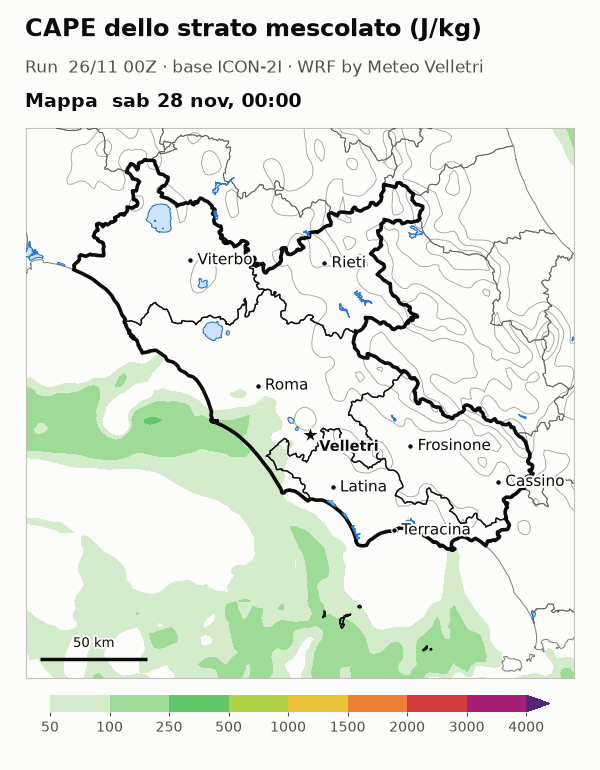 CAPE dello strato mescolato (J/kg)
Run  26/11 00Z · base ICON-2I · WRF by Meteo Velletri
Mappa  sab 28 nov, 00:00
Viterbo
Rieti
Roma
Velletri
Frosinone
Cassino
Latina
Terracina
50 km
50 100 250 500 1000 1500 2000 3000 4000